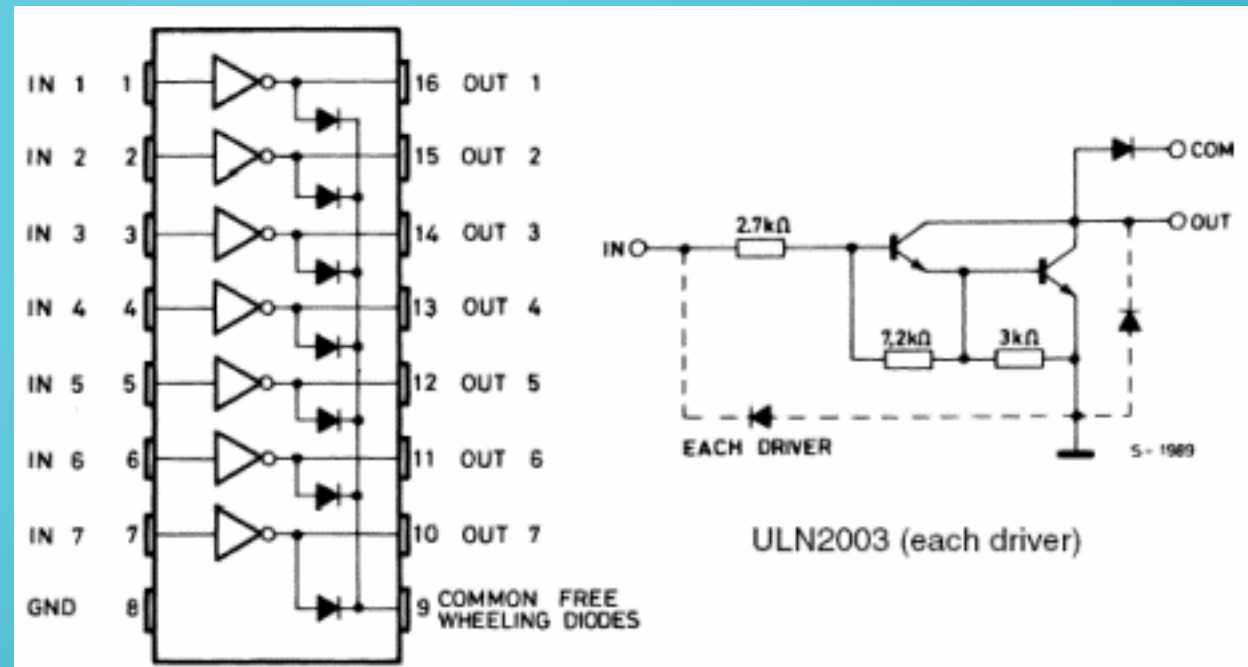 IN 1 1 16 OUT 1
IN 2 2 15 OUT 2
IN 3 3 14 OUT 3
IN 4 4 13 OUT 4
IN 5 5 12 OUT 5
IN 6 6 11 OUT 6
IN 7 7 10 OUT 7
GND 8 9 COMMON FREE
WHEELING DIODES
COM
OUT
IN 2.7kΩ
7.2kΩ 3kΩ
EACH DRIVER
S-1989
ULN2003 (each driver)